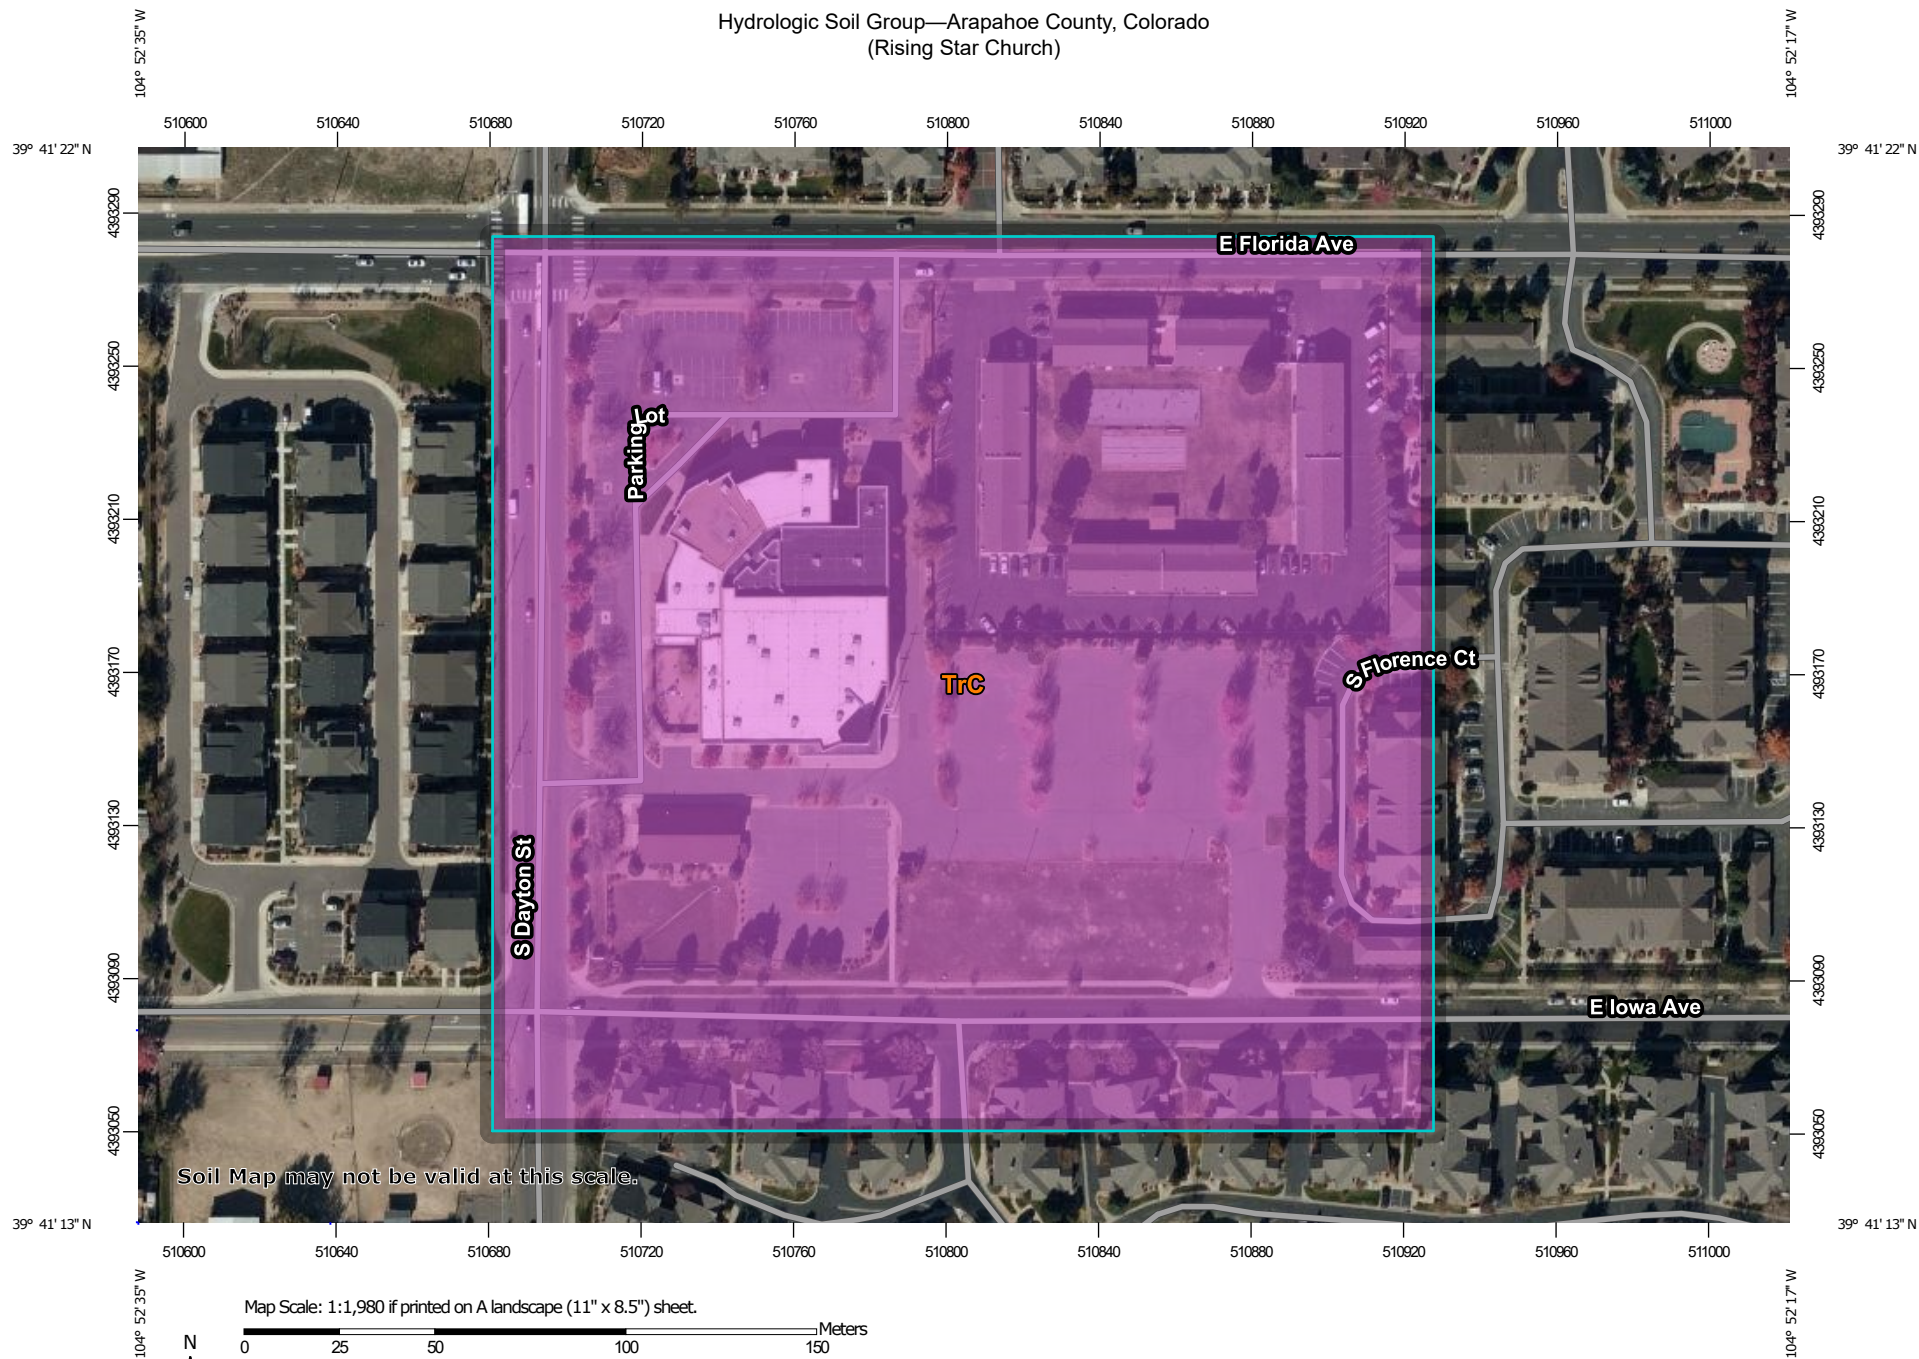 Hydrologic Soil Group—Arapahoe County, Colorado
(Rising Star Church)
104° 52' 35" W
104° 52' 17" W
510600 510640 510680 510720 510760 510800 510840 510880 510920 510960 511000
39° 41' 22" N
39° 41' 22" N
4393290
4393290
E Florida Ave
4393250
4393250
Parking Lot
4393210
4393210
S Florence Ct
4393170
4393170
TrC
4393130
4393130
S Dayton St
4393090
4393090
E Iowa Ave
4393050
4393050
Soil Map may not be valid at this scale.
39° 41' 13" N
39° 41' 13" N
510600 510640 510680 510720 510760 510800 510840 510880 510920 510960 511000
104° 52' 35" W
104° 52' 17" W
Map Scale: 1:1,980 if printed on A landscape (11" x 8.5") sheet.
Meters
N
0 25 50 100 150